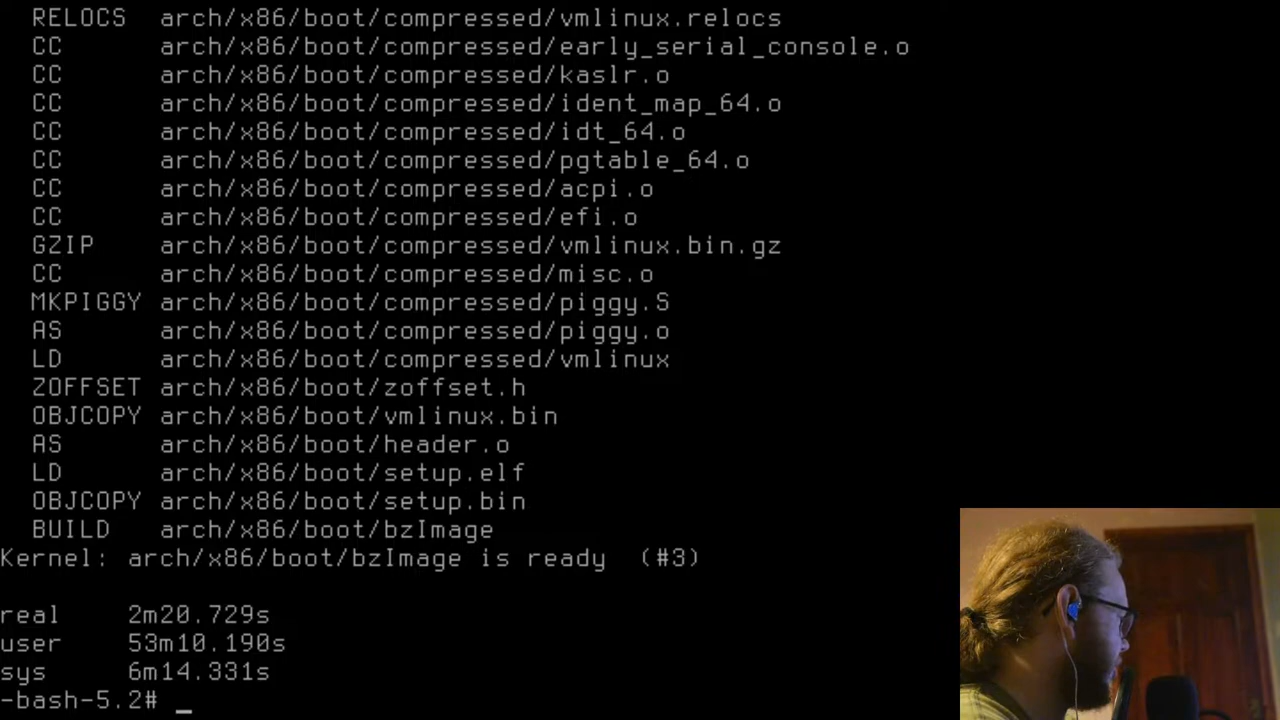 RELOCS arch/x86/boot/compressed/vmlinux.relocs
CC arch/x86/boot/compressed/early_serial_console.o
CC arch/x86/boot/compressed/kaslr.o
CC arch/x86/boot/compressed/ident_map_64.o
CC arch/x86/boot/compressed/idt_64.o
CC arch/x86/boot/compressed/pgtable_64.o
CC arch/x86/boot/compressed/acpi.o
CC arch/x86/boot/compressed/efi.o
GZIP arch/x86/boot/compressed/vmlinux.bin.gz
CC arch/x86/boot/compressed/misc.o
MKPIGGY arch/x86/boot/compressed/piggy.S
AS arch/x86/boot/compressed/piggy.o
LD arch/x86/boot/compressed/vmlinux
ZOFFSET arch/x86/boot/zoffset.h
OBJCOPY arch/x86/boot/vmlinux.bin
AS arch/x86/boot/header.o
LD arch/x86/boot/setup.elf
OBJCOPY arch/x86/boot/setup.bin
BUILD arch/x86/boot/bzImage
Kernel: arch/x86/boot/bzImage is ready (#3)
real 2m20.729s
user 53m10.190s
sys 6m14.331s
-bash-5.2# _